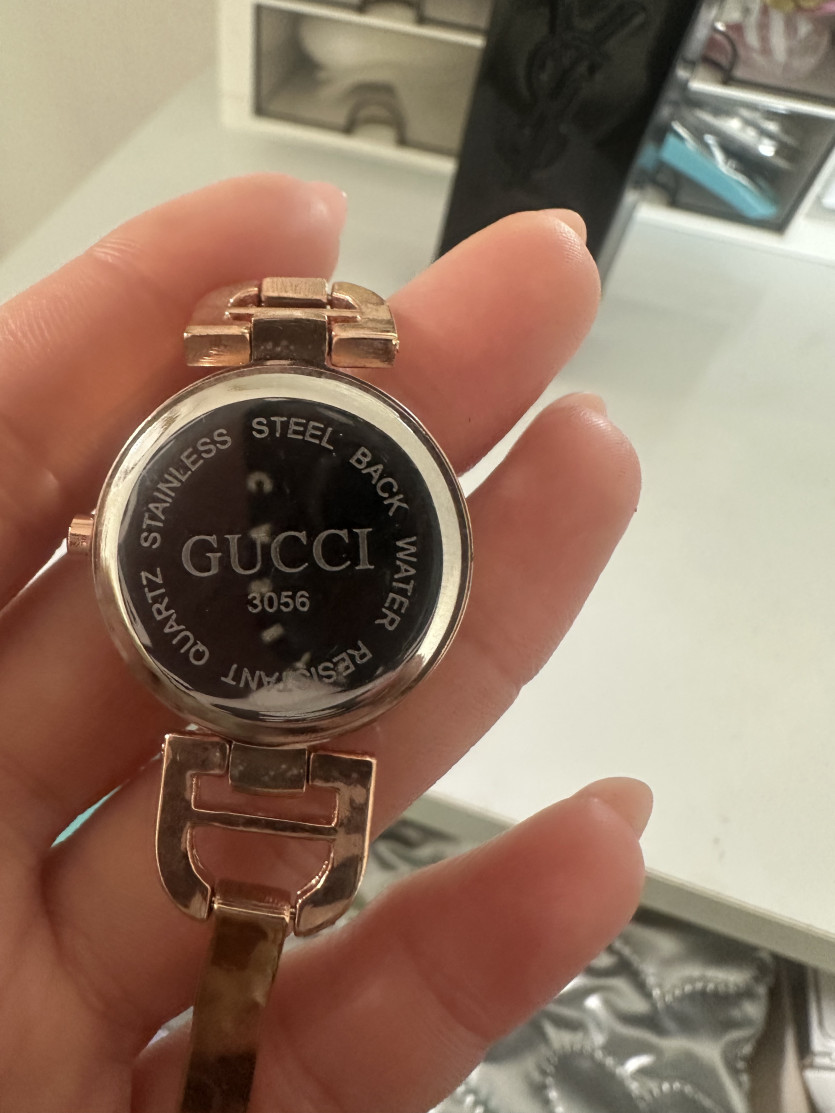 STAINLESS STEEL BACK WATER RESISTANT QUARTZ
GUCCI
3056